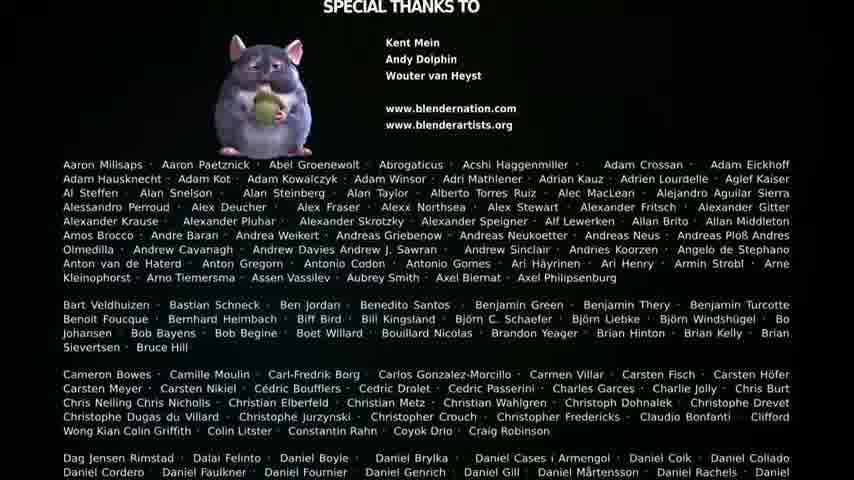 SPECIAL THANKS TO
Kent Mein
Andy Dolphin
Wouter van Heyst
www.blendernation.com
www.blenderartists.org
Aaron Millsaps · Aaron Paetznick · Abel Groenewolt · Abrogaticus · Acshi Haggenmiller · Adam Crossan · Adam Eickhoff
Adam Hausknecht · Adam Kot · Adam Kowalczyk · Adam Winsor · Adri Mathlener · Adrian Kauz · Adrien Lourdelle · Aglef Kaiser
Al Steffen · Alan Snelson · Alan Steinberg · Alan Taylor · Alberto Torres Ruiz · Alec MacLean · Alejandro Aguilar Sierra
Alessandro Perroud · Alex Deucher · Alex Fraser · Alexx Northsea · Alex Stewart · Alexander Fritsch · Alexander Gitter
Alexander Krause · Alexander Pluhar · Alexander Skrotzky · Alexander Speigner · Alf Lewerken · Allan Brito · Allan Middleton
Amos Brocco · Andre Baran · Andrea Weikert · Andreas Griebenow · Andreas Neukoetter · Andreas Neus · Andreas Ploß Andres
Olmedilla · Andrew Cavanagh · Andrew Davies Andrew J. Sawran · Andrew Sinclair · Andries Koorzen · Angelo de Stephano
Anton van de Haterd · Anton Gregorn · Antonio Codon · Antonio Gomes · Ari Häyrinen · Ari Henry · Armin Strobl · Arne
Kleinophorst · Arno Tiemersma · Assen Vassilev · Aubrey Smith · Axel Biernat · Axel Philipsenburg
Bart Veldhuizen · Bastian Schneck · Ben Jordan · Benedito Santos · Benjamin Green · Benjamin Thery · Benjamin Turcotte
Benoit Foucque · Bernhard Heimbach · Biff Bird · Bill Kingsland · Björn C. Schaefer · Björn Liebke · Björn Windshügel · Bo
Johansen · Bob Bayens · Bob Begine · Boet Willard · Bouillard Nicolas · Brandon Yeager · Brian Hinton · Brian Kelly · Brian
Sievertsen · Bruce Hill
Cameron Bowes · Camille Moulin · Carl-Fredrik Borg · Carlos Gonzalez-Morcillo · Carmen Villar · Carsten Fisch · Carsten Höfer
Carsten Meyer · Carsten Nikiel · Cédric Boufflers · Cedric Drolet · Cedric Passerini · Charles Garces · Charlie Jolly · Chris Burt
Chris Neiling Chris Nicholls · Christian Elberfeld · Christian Metz · Christian Wahlgren · Christoph Dohnalek · Christophe Drevet
Christophe Dugas du Villard · Christophe Jurzynski · Christopher Crouch · Christopher Fredericks · Claudio Bonfanti · Clifford
Wong Kian Colin Griffith · Colin Litster · Constantin Rahn · Coyok Drio · Craig Robinson
Dag Jensen Rimstad · Dalai Felinto · Daniel Boyle · Daniel Brylka · Daniel Cases i Armengol · Daniel Coik · Daniel Collado
Daniel Cordero · Daniel Faulkner · Daniel Fournier · Daniel Genrich · Daniel Gill · Daniel Mårtensson · Daniel Rachels · Daniel